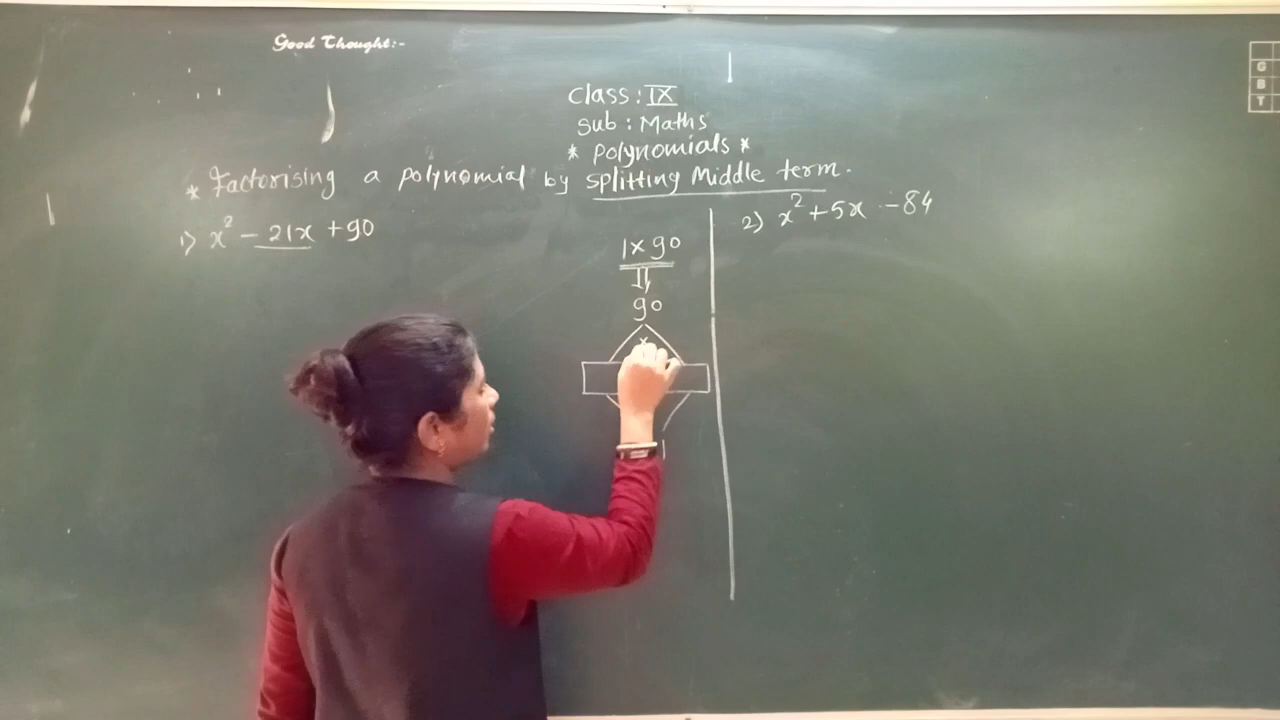 Good Thought:-
Class : IX
Sub : Maths
* Polynomials *
* Factorising a polynomial by splitting Middle term.
1) x² - 21x + 90
1 x 90
90
x
2) x² + 5x - 84
G
B
T